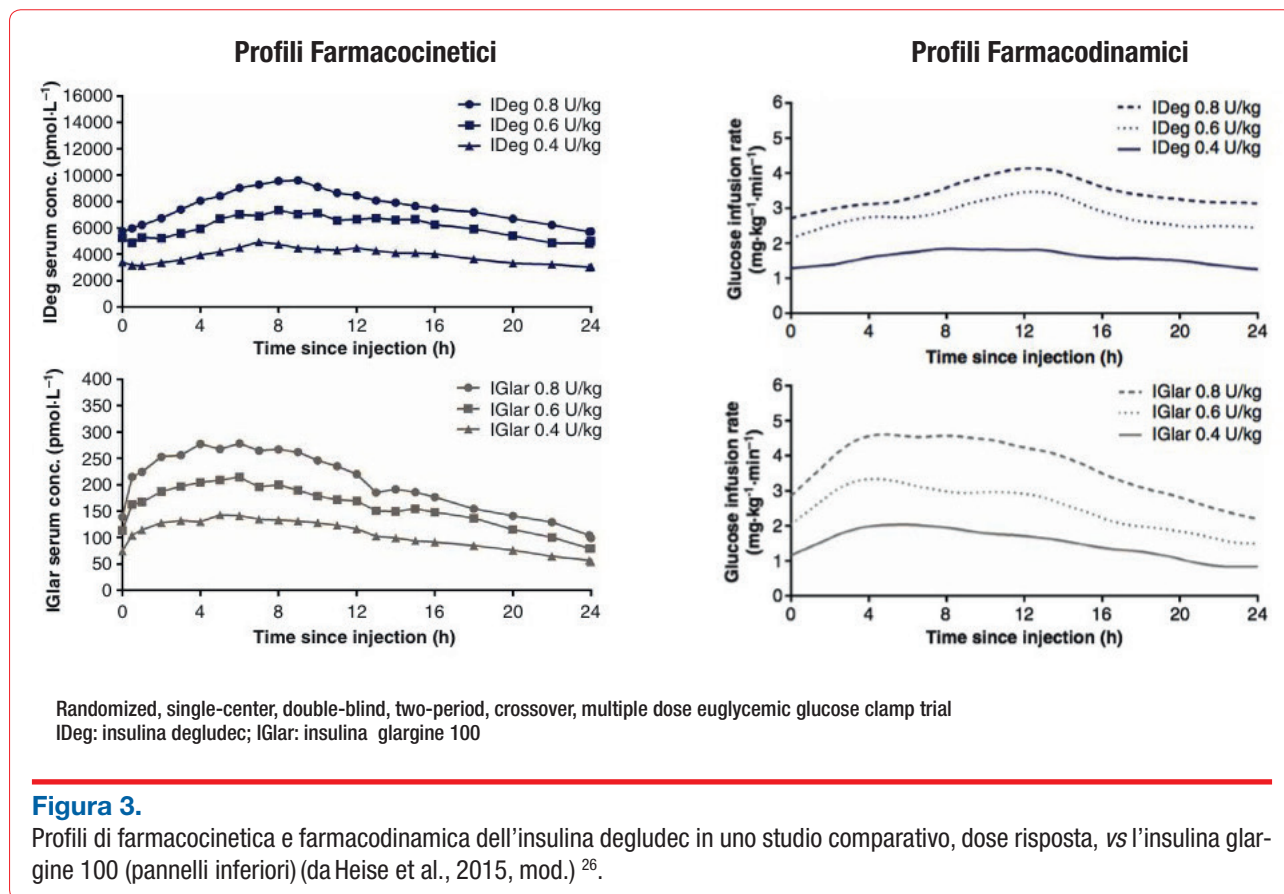 Profili Farmacocinetici
IDeg serum conc. (pmol·L⁻¹)
16000
14000
12000
10000
8000
6000
4000
2000
0
IDeg 0.8 U/kg
IDeg 0.6 U/kg
IDeg 0.4 U/kg
0 4 8 12 16 20 24
Time since injection (h)
IGlar serum conc. (pmol·L⁻¹)
400
350
300
250
200
150
100
50
0
IGlar 0.8 U/kg
IGlar 0.6 U/kg
IGlar 0.4 U/kg
0 4 8 12 16 20 24
Time since injection (h)
Profili Farmacodinamici
Glucose infusion rate
(mg·kg⁻¹·min⁻¹)
6
5
4
3
2
1
0
IDeg 0.8 U/kg
IDeg 0.6 U/kg
IDeg 0.4 U/kg
0 4 8 12 16 20 24
Time since injection (h)
Glucose infusion rate
(mg·kg⁻¹·min⁻¹)
6
5
4
3
2
1
0
IGlar 0.8 U/kg
IGlar 0.6 U/kg
IGlar 0.4 U/kg
0 4 8 12 16 20 24
Time since injection (h)
Randomized, single-center, double-blind, two-period, crossover, multiple dose euglycemic glucose clamp trial
IDeg: insulina degludec; IGlar: insulina glargine 100
Figura 3.
Profili di farmacocinetica e farmacodinamica dell'insulina degludec in uno studio comparativo, dose risposta, vs l'insulina glar-
gine 100 (pannelli inferiori) (da Heise et al., 2015, mod.) ²⁶.